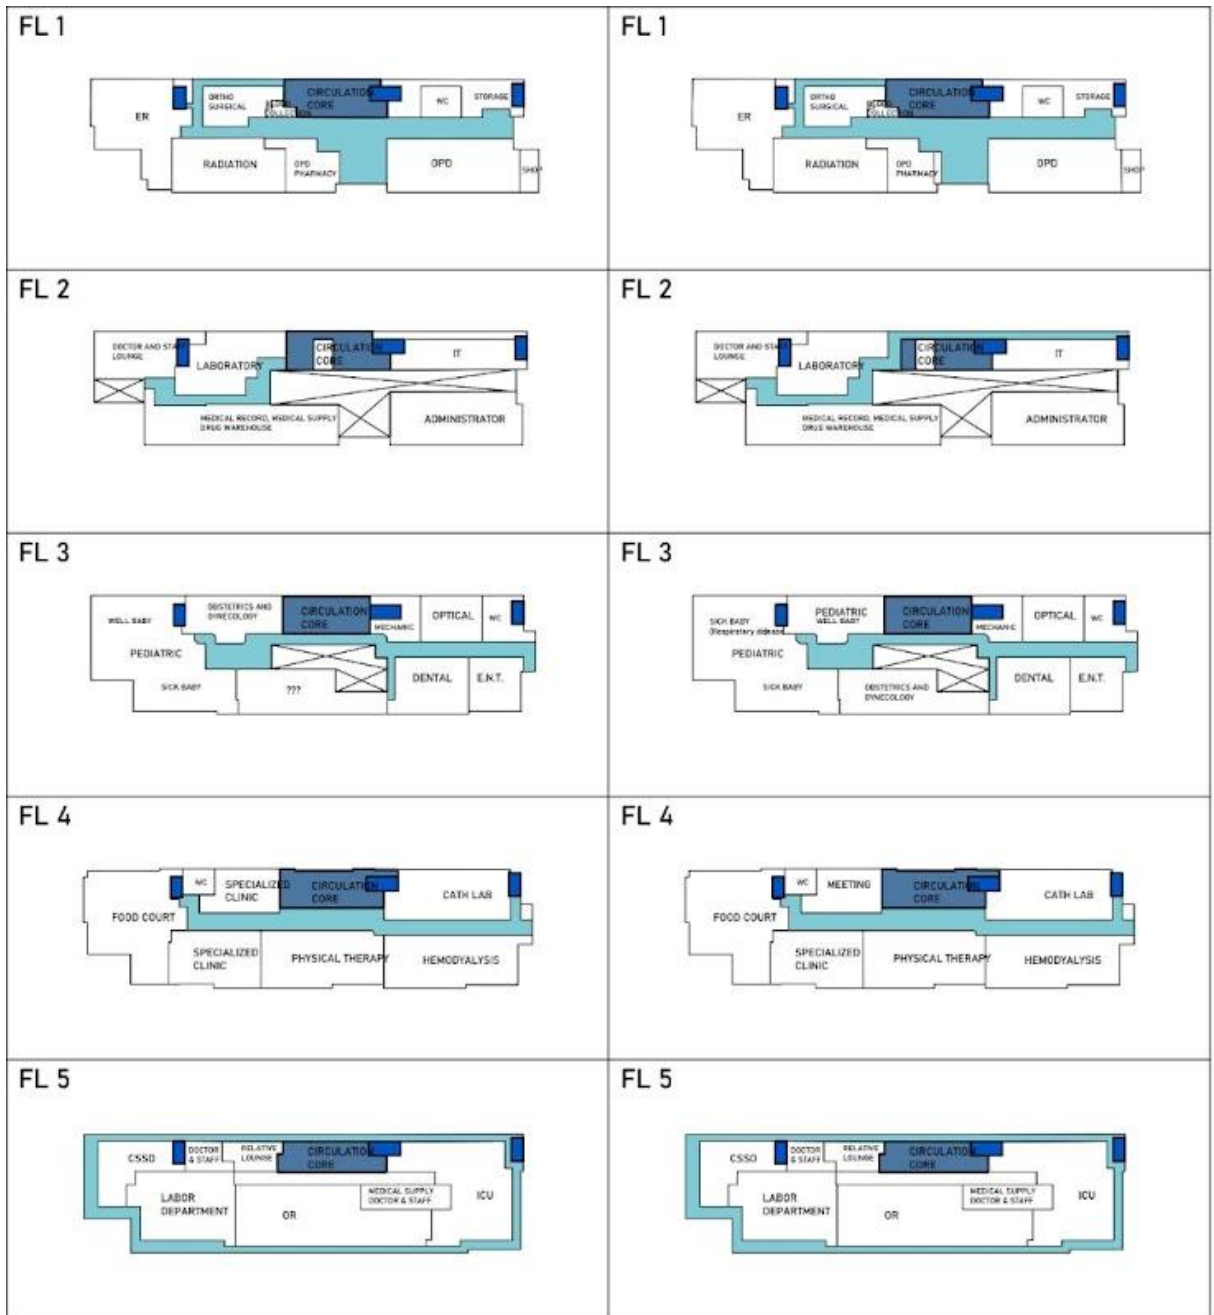 FL 1
ORTHO
SURGICAL
BLOOD
COLLECTION
CIRCULATION
CORE
WC
STORAGE
ER
RADIATION
OPD
PHARMACY
OPD
SHOP
FL 1
ORTHO
SURGICAL
BLOOD
COLLECTION
CIRCULATION
CORE
WC
STORAGE
ER
RADIATION
OPD
PHARMACY
OPD
SHOP
FL 2
DOCTOR AND STAFF
LOUNGE
LABORATORY
CIRCULATION
CORE
IT
MEDICAL RECORD, MEDICAL SUPPLY
DRUG WAREHOUSE
ADMINISTRATOR
FL 2
DOCTOR AND STAFF
LOUNGE
LABORATORY
CIRCULATION
CORE
IT
MEDICAL RECORD, MEDICAL SUPPLY
DRUG WAREHOUSE
ADMINISTRATOR
FL 3
WELL BABY
OBSTETRICS AND
GYNECOLOGY
CIRCULATION
CORE
MECHANIC
OPTICAL
WC
PEDIATRIC
SICK BABY
???
DENTAL
E.N.T.
FL 3
SICK BABY
(Respiratory disease)
PEDIATRIC
WELL BABY
CIRCULATION
CORE
MECHANIC
OPTICAL
WC
PEDIATRIC
SICK BABY
OBSTETRICS AND
GYNECOLOGY
DENTAL
E.N.T.
FL 4
WC
SPECIALIZED
CLINIC
CIRCULATION
CORE
CATH LAB
FOOD COURT
SPECIALIZED
CLINIC
PHYSICAL THERAPY
HEMODYALYSIS
FL 4
WC
MEETING
CIRCULATION
CORE
CATH LAB
FOOD COURT
SPECIALIZED
CLINIC
PHYSICAL THERAPY
HEMODYALYSIS
FL 5
CSSD
DOCTOR
& STAFF
RELATIVE
LOUNGE
CIRCULATION
CORE
LABOR
DEPARTMENT
OR
MEDICAL SUPPLY
DOCTOR & STAFF
ICU
FL 5
CSSD
DOCTOR
& STAFF
RELATIVE
LOUNGE
CIRCULATION
CORE
LABOR
DEPARTMENT
OR
MEDICAL SUPPLY
DOCTOR & STAFF
ICU